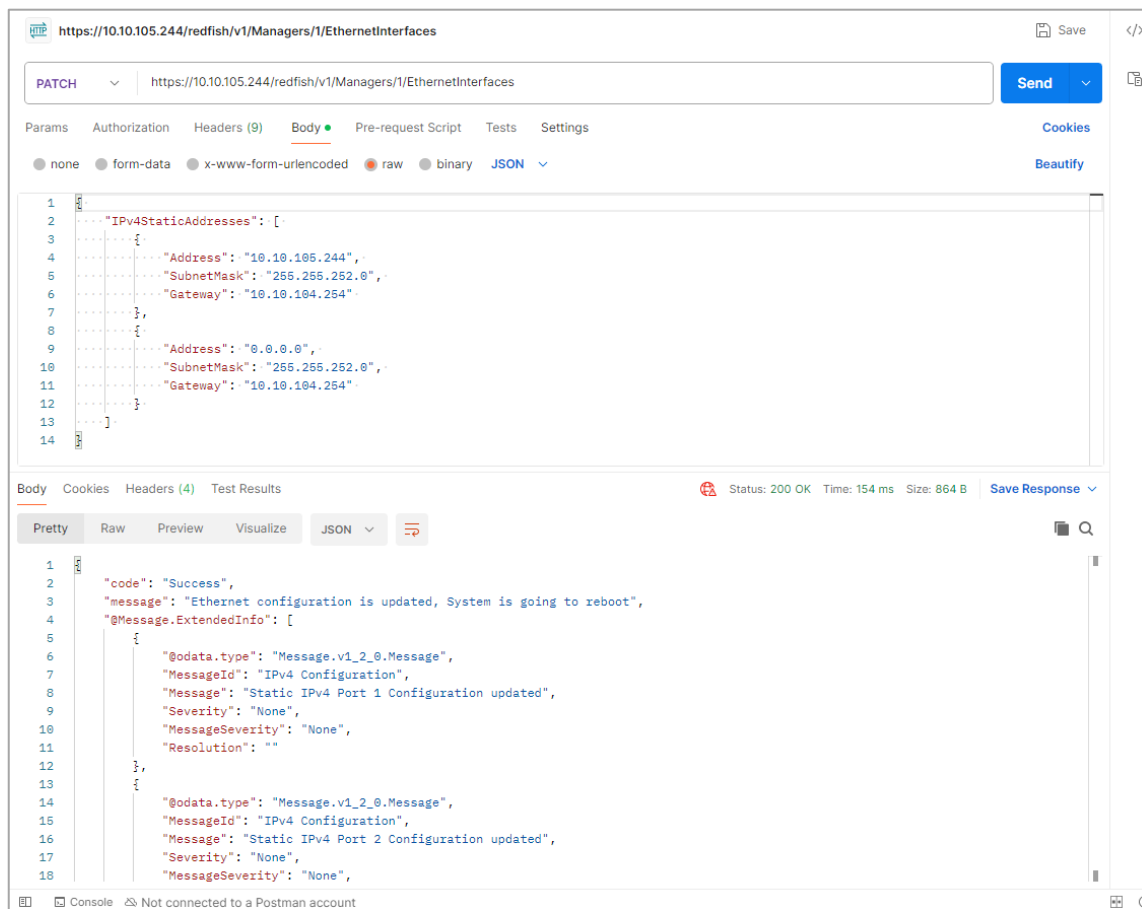 HTTP https://10.10.105.244/redfish/v1/Managers/1/EthernetInterfaces Save
PATCH https://10.10.105.244/redfish/v1/Managers/1/EthernetInterfaces Send
Params Authorization Headers (9) Body Pre-request Script Tests Settings Cookies
none form-data x-www-form-urlencoded raw binary JSON Beautify
1 {
2 "IPv4StaticAddresses": [
3 {
4 "Address": "10.10.105.244",
5 "SubnetMask": "255.255.252.0",
6 "Gateway": "10.10.104.254"
7 },
8 {
9 "Address": "0.0.0.0",
10 "SubnetMask": "255.255.252.0",
11 "Gateway": "10.10.104.254"
12 }
13 ]
14 }
Body Cookies Headers (4) Test Results Status: 200 OK Time: 154 ms Size: 864 B Save Response
Pretty Raw Preview Visualize JSON
1 {
2 "code": "Success",
3 "message": "Ethernet configuration is updated, System is going to reboot",
4 "@Message.ExtendedInfo": [
5 {
6 "@odata.type": "Message.v1_2_0.Message",
7 "MessageId": "IPv4 Configuration",
8 "Message": "Static IPv4 Port 1 Configuration updated",
9 "Severity": "None",
10 "MessageSeverity": "None",
11 "Resolution": ""
12 },
13 {
14 "@odata.type": "Message.v1_2_0.Message",
15 "MessageId": "IPv4 Configuration",
16 "Message": "Static IPv4 Port 2 Configuration updated",
17 "Severity": "None",
18 "MessageSeverity": "None",
Console Not connected to a Postman account